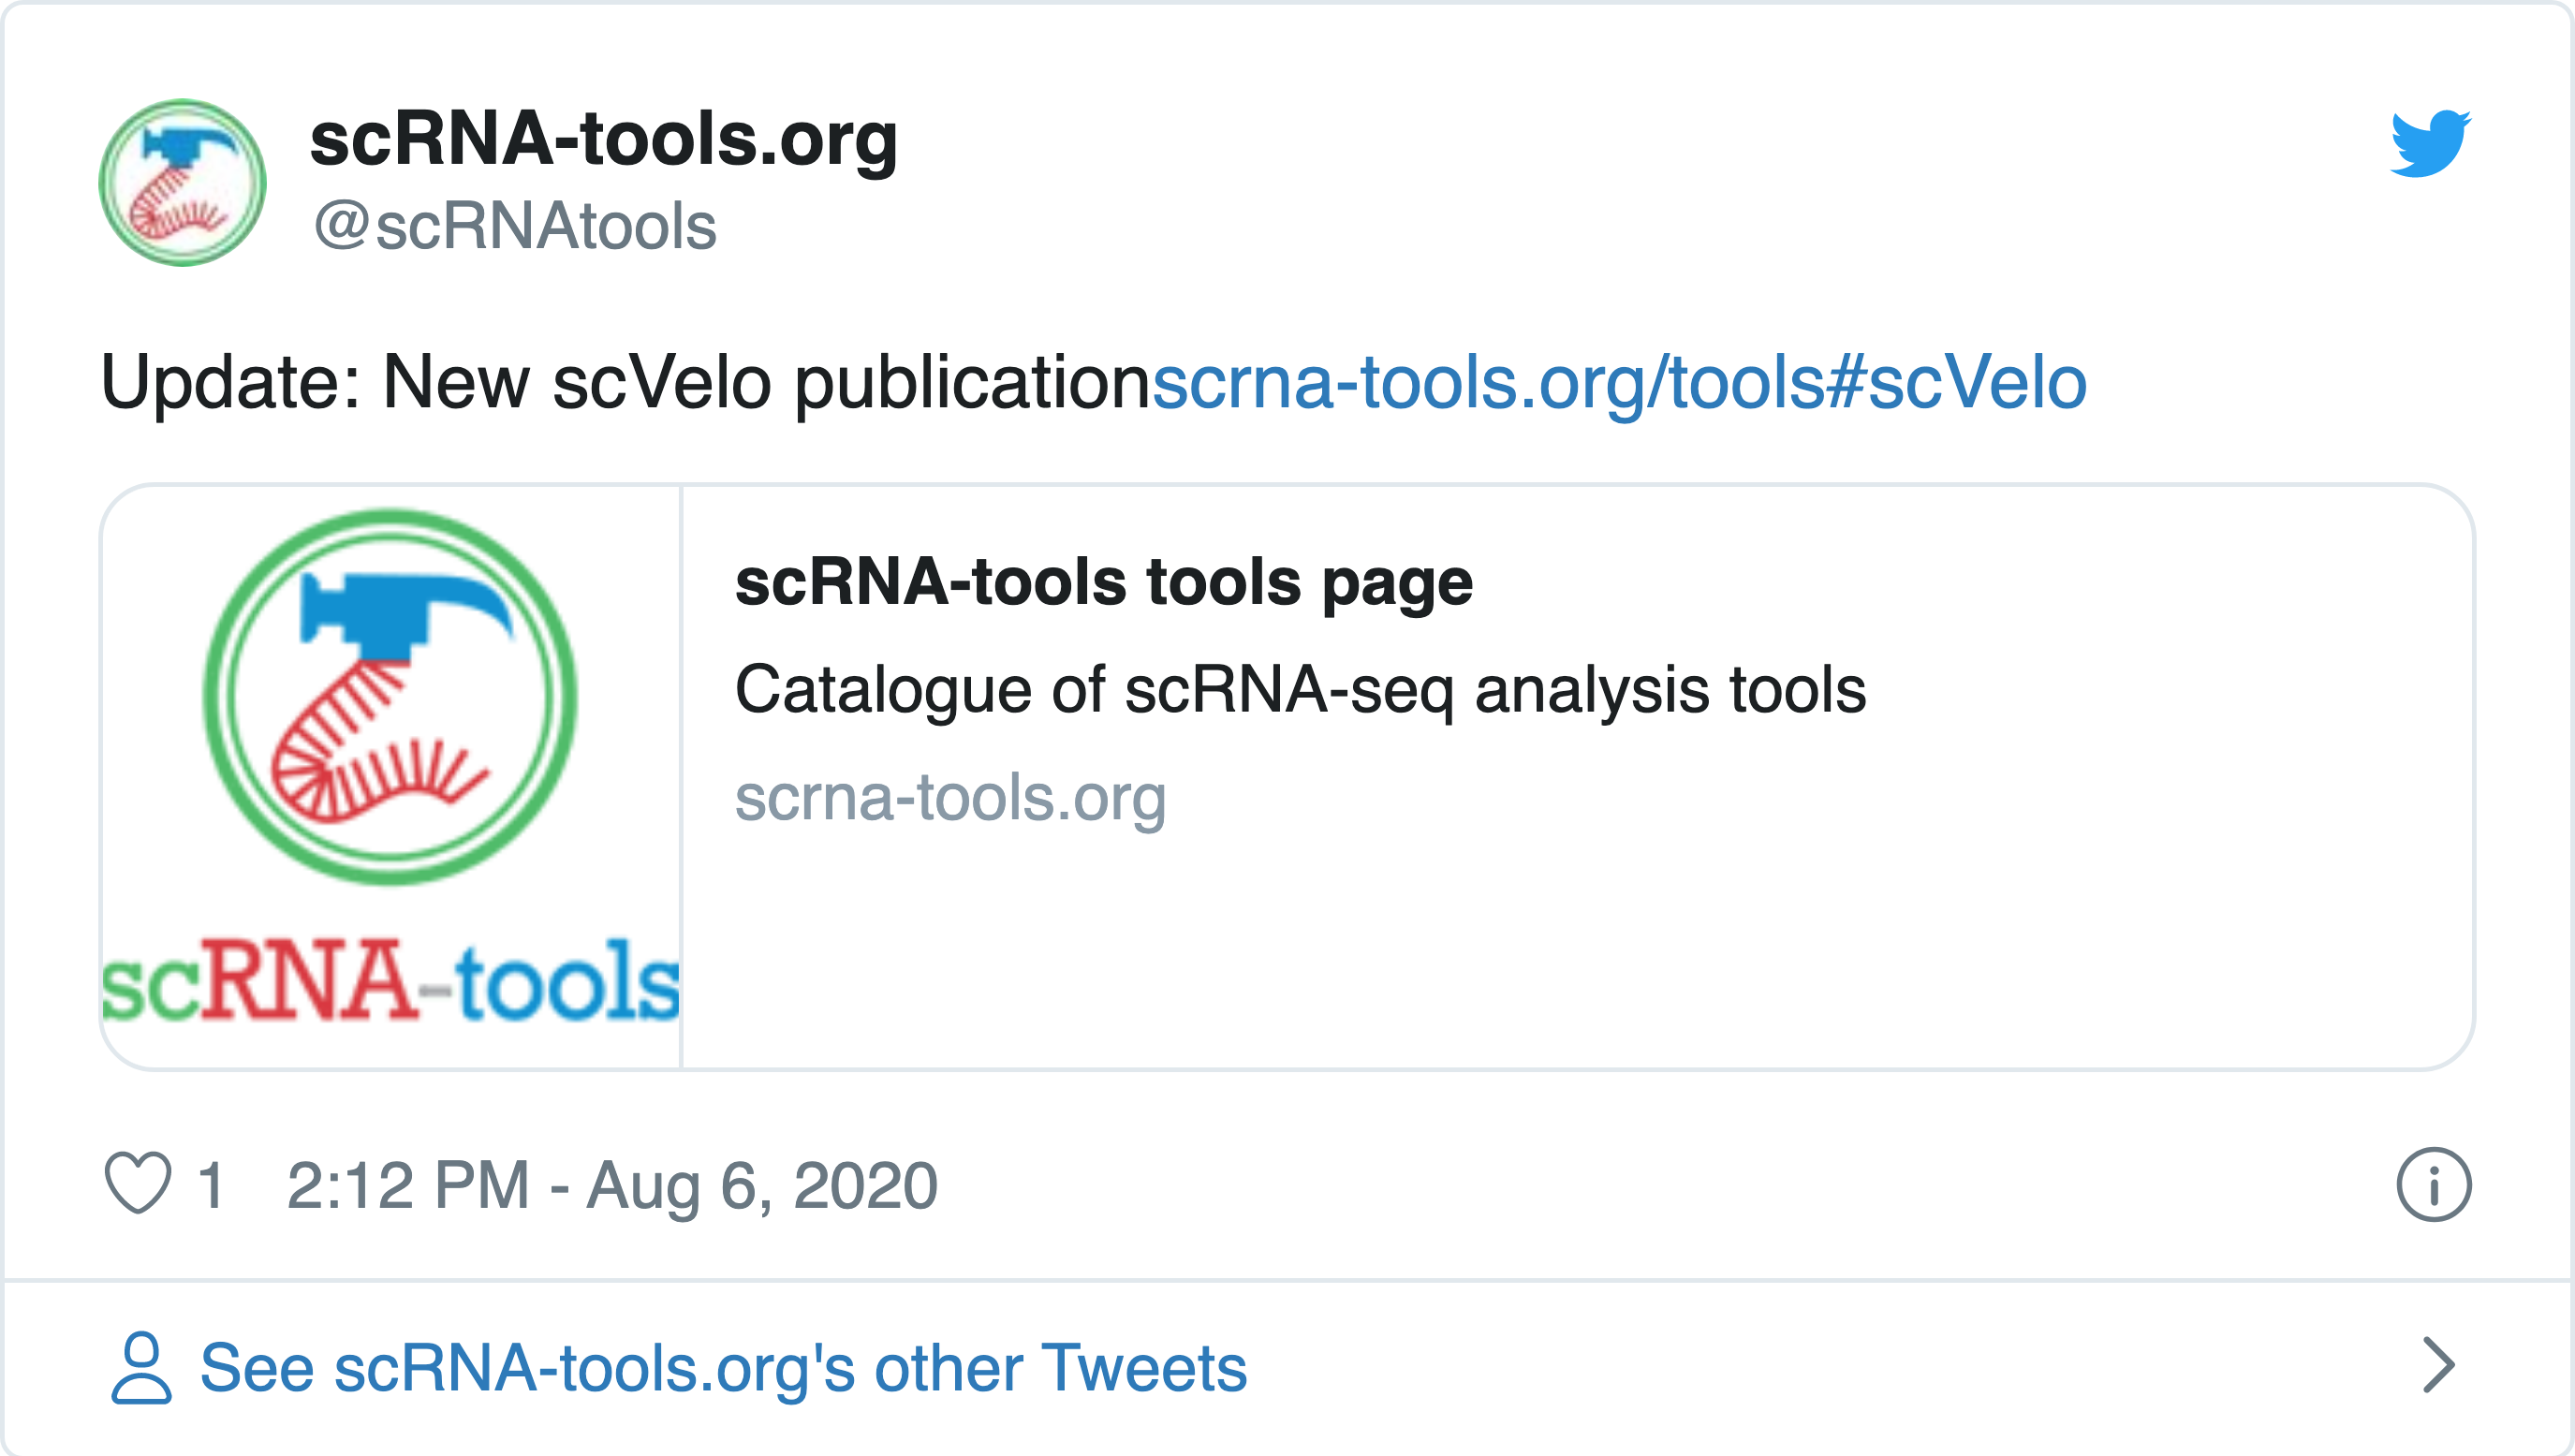 scRNA-tools.org
@scRNAtools
Update: New scVelo publicationscrna-tools.org/tools#scVelo
scRNA-tools tools page
Catalogue of scRNA-seq analysis tools
scrna-tools.org
scRNA-tools
1 2:12 PM - Aug 6, 2020
See scRNA-tools.org's other Tweets